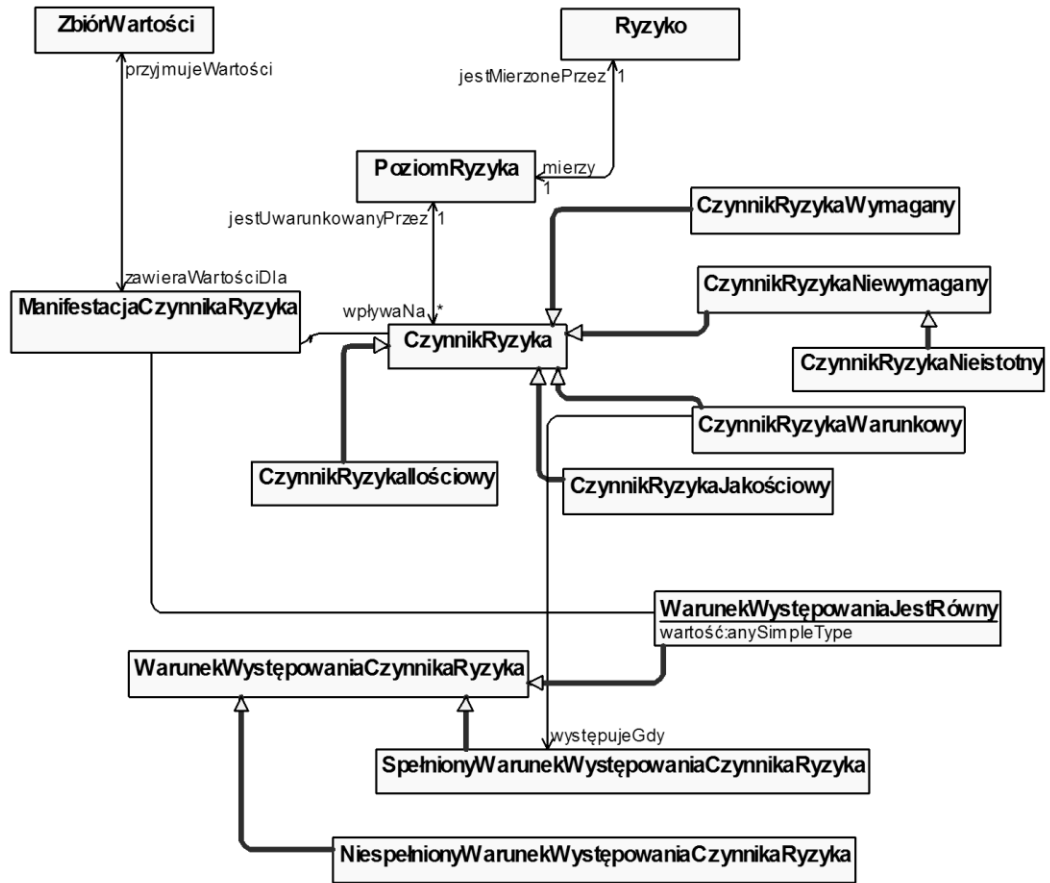 ZbiórWartości
Ryzyko
przyjmujeWartości
jestMierzonePrzez 1
PoziomRyzyka
mierzy
1
CzynnikRyzykaWymagany
jestUwarunkowanyPrzez 1
zawieraWartościDla
CzynnikRyzykaNiewymagany
ManifestacjaCzynnikaRyzyka
wpływaNa *
CzynnikRyzyka
CzynnikRyzykaNieistotny
CzynnikRyzykaWarunkowy
CzynnikRyzykaIlościowy
CzynnikRyzykaJakościowy
WarunekWystępowaniaJestRówny
wartość:anySimpleType
WarunekWystępowaniaCzynnikaRyzyka
występujeGdy
SpełnionyWarunekWystępowaniaCzynnikaRyzyka
NiespełnionyWarunekWystępowaniaCzynnikaRyzyka